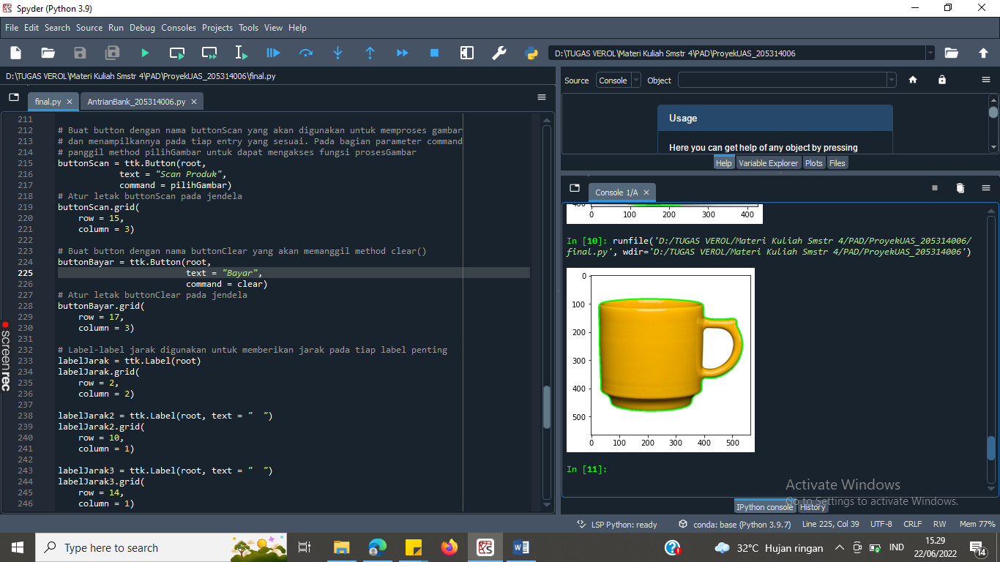 Spyder (Python 3.9)
File Edit Search Source Run Debug Consoles Projects Tools View Help
D:\TUGAS VEROL\Materi Kuliah Smstr 4\PAD\ProyekUAS_205314006
D:\TUGAS VEROL\Materi Kuliah Smstr 4\PAD\ProyekUAS_205314006\final.py
final.py
AntrianBank_205314006.py
211
212 # Buat button dengan nama buttonScan yang akan digunakan untuk memproses gambar
213 # dan menampilkannya pada tiap entry yang sesuai. Pada bagian parameter command
214 # panggil method pilihGambar untuk dapat mengakses fungsi prosesGambar
215 buttonScan = ttk.Button(root,
216 text = "Scan Produk",
217 command = pilihGambar)
218 # Atur letak buttonScan pada jendela
219 buttonScan.grid(
220 row = 15,
221 column = 3)
222
223 # Buat button dengan nama buttonClear yang akan memanggil method clear()
224 buttonBayar = ttk.Button(root,
225 text = "Bayar",
226 command = clear)
227 # Atur letak buttonClear pada jendela
228 buttonBayar.grid(
229 row = 17,
230 column = 3)
231
232 # Label-label jarak digunakan untuk memberikan jarak pada tiap label penting
233 labelJarak = ttk.Label(root)
234 labelJarak.grid(
235 row = 2,
236 column = 2)
237
238 labelJarak2 = ttk.Label(root, text = "  ")
239 labelJarak2.grid(
240 row = 10,
241 column = 1)
242
243 labelJarak3 = ttk.Label(root, text = "  ")
244 labelJarak3.grid(
245 row = 14,
246 column = 1)
screenrec
Source Console Object
Usage
Here you can get help of any object by pressing
Help Variable Explorer Plots Files
Console 1/A
0 100 200 300 400
In [10]: runfile('D:/TUGAS VEROL/Materi Kuliah Smstr 4/PAD/ProyekUAS_205314006/
final.py', wdir='D:/TUGAS VEROL/Materi Kuliah Smstr 4/PAD/ProyekUAS_205314006')
0
100
200
300
400
500
0 100 200 300 400 500
In [11]:
Activate Windows
Go to Settings to activate Windows.
IPython console History
LSP Python: ready conda: base (Python 3.9.7) Line 225, Col 39 UTF-8 CRLF RW Mem 77%
Type here to search
32°C Hujan ringan
IND
15.29
22/06/2022
14